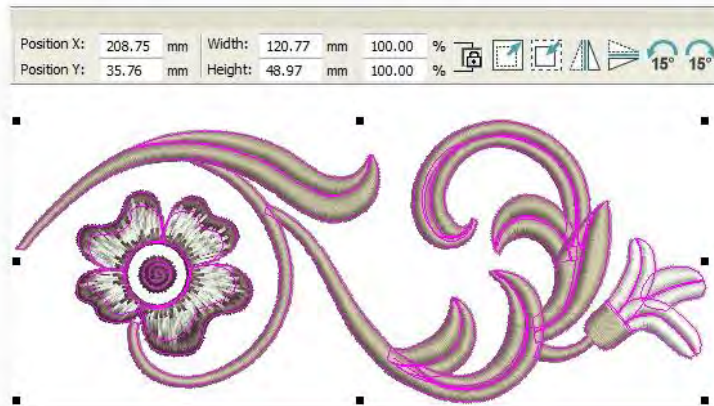 Position X: 208.75 mm Width: 120.77 mm 100.00 %
Position Y: 35.76 mm Height: 48.97 mm 100.00 %
15° 15°